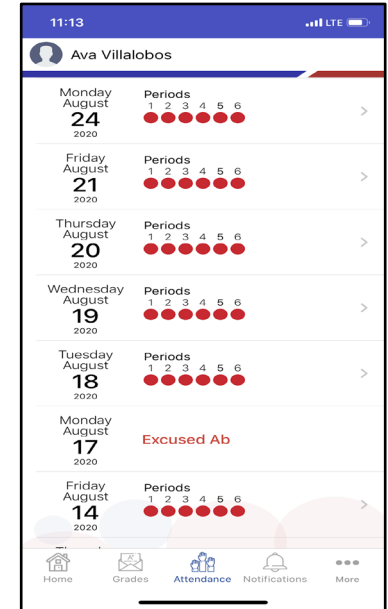 11:13 LTE
Ava Villalobos
Monday
August
24
2020
Periods
1 2 3 4 5 6
Friday
August
21
2020
Periods
1 2 3 4 5 6
Thursday
August
20
2020
Periods
1 2 3 4 5 6
Wednesday
August
19
2020
Periods
1 2 3 4 5 6
Tuesday
August
18
2020
Periods
1 2 3 4 5 6
Monday
August
17
2020
Excused Ab
Friday
August
14
2020
Periods
1 2 3 4 5 6
Home Grades Attendance Notifications More